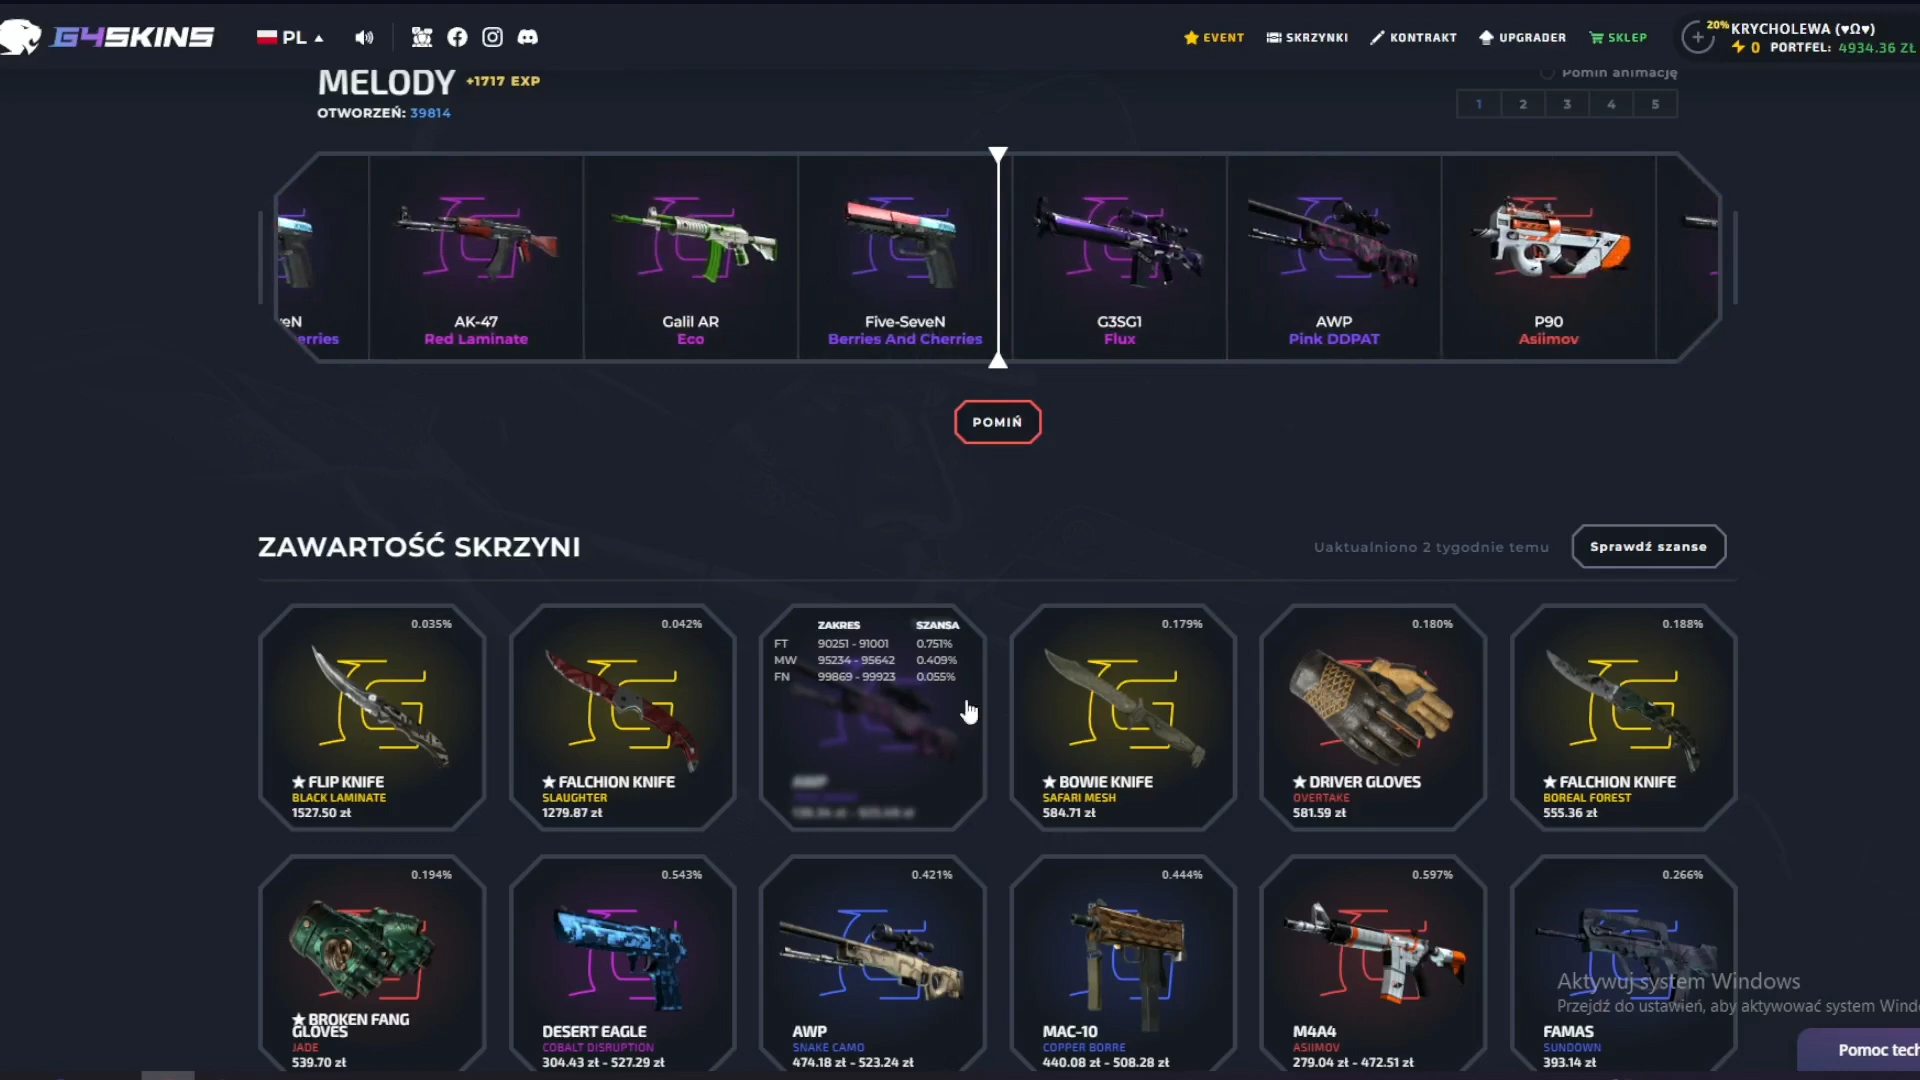 G4SKINS
PL
EVENT
SKRZYNKI
KONTRAKT
UPGRADER
SKLEP
20%
KRYCHOLEWA (♥Ω♥)
0 PORTFEL: 4934.36 ZŁ
MELODY +1717 EXP
OTWORZEŃ: 39814
Pomiń animację
1 2 3 4 5
AK-47
Red Laminate
Galil AR
Eco
Five-SeveN
Berries And Cherries
G3SG1
Flux
AWP
Pink DDPAT
P90
Asiimov
POMIŃ
ZAWARTOŚĆ SKRZYNI
Uaktualniono 2 tygodnie temu
Sprawdź szanse
0.035%
★ FLIP KNIFE
BLACK LAMINATE
1527.50 zł
0.042%
★ FALCHION KNIFE
SLAUGHTER
1279.87 zł
ZAKRES SZANSA
FT 90251 - 91001 0.751%
MW 95234 - 95642 0.409%
FN 99869 - 99923 0.055%
0.179%
★ BOWIE KNIFE
SAFARI MESH
584.71 zł
0.180%
★ DRIVER GLOVES
OVERTAKE
581.59 zł
0.188%
★ FALCHION KNIFE
BOREAL FOREST
555.36 zł
0.194%
★ BROKEN FANG
GLOVES
JADE
539.70 zł
0.543%
DESERT EAGLE
COBALT DISRUPTION
304.43 zł - 527.29 zł
0.421%
AWP
SNAKE CAMO
474.18 zł - 523.24 zł
0.444%
MAC-10
COPPER BORRE
440.08 zł - 508.28 zł
0.597%
M4A4
ASIIMOV
279.04 zł - 472.51 zł
0.266%
FAMAS
SUNDOWN
393.14 zł
Aktywuj system Windows
Przejdź do ustawień, aby aktywować system Wind
Pomoc tech